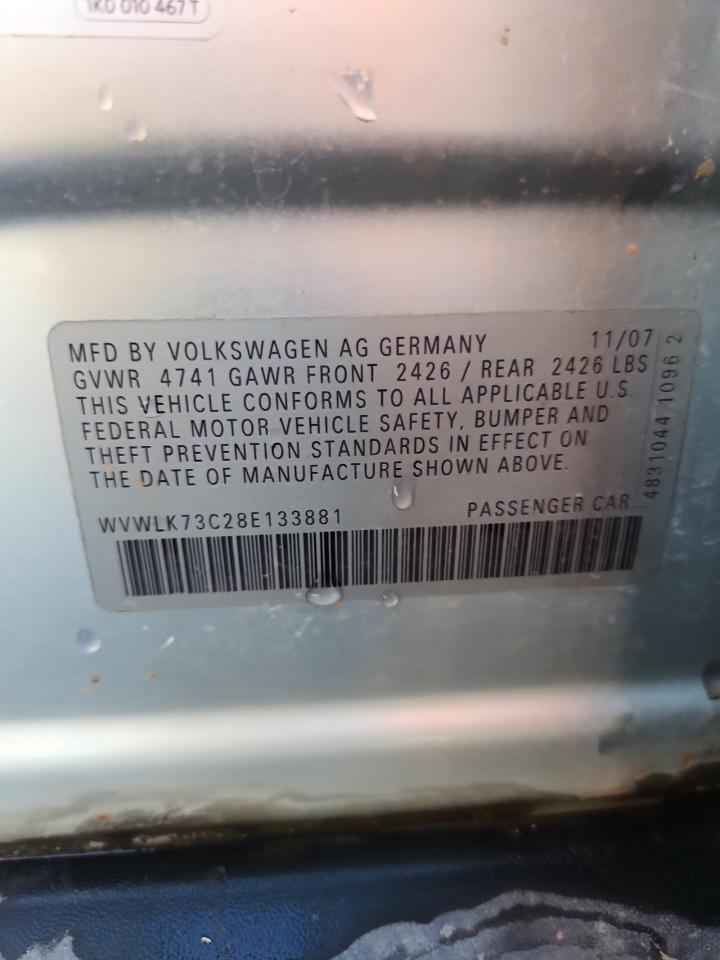 1K0 010 467 T
MFD BY VOLKSWAGEN AG GERMANY 11/07
GVWR 4741 GAWR FRONT 2426 / REAR 2426 LBS
THIS VEHICLE CONFORMS TO ALL APPLICABLE U.S.
FEDERAL MOTOR VEHICLE SAFETY, BUMPER AND
THEFT PREVENTION STANDARDS IN EFFECT ON
THE DATE OF MANUFACTURE SHOWN ABOVE.
WVWLK73C28E133881 PASSENGER CAR
4831044 1096 2